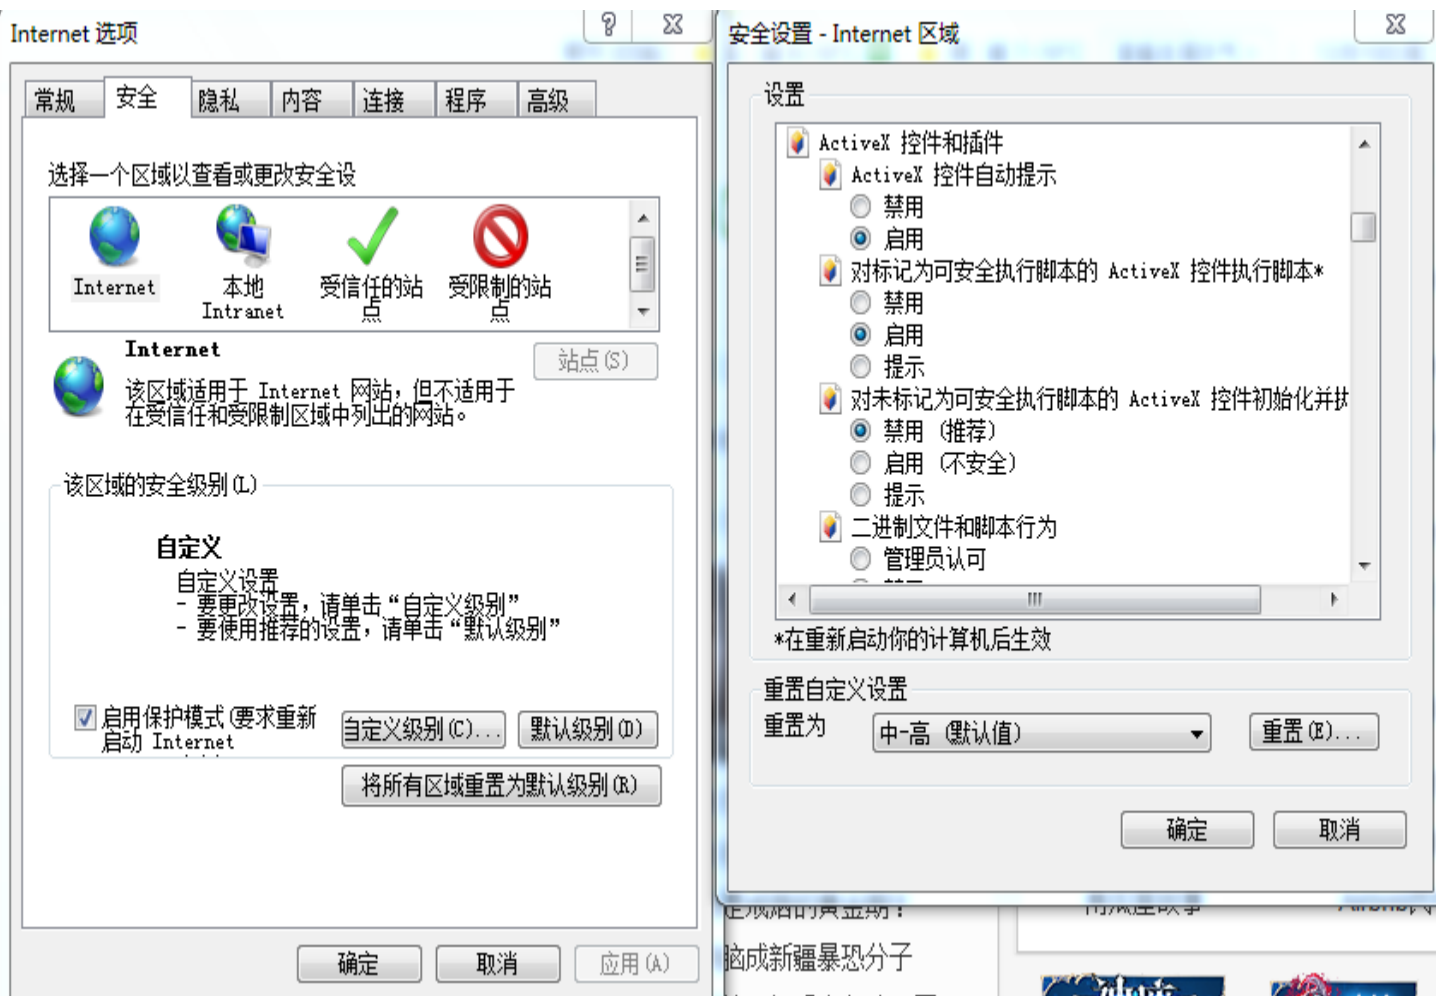 Internet 选项
常规
安全
隐私
内容
连接
程序
高级
选择一个区域以查看或更改安全设
Internet
本地
Intranet
受信任的站
点
受限制的站
点
Internet
站点(S)
该区域适用于 Internet 网站，但不适用于
在受信任和受限制区域中列出的网站。
该区域的安全级别(L)
自定义
自定义设置
- 要更改设置，请单击“自定义级别”
- 要使用推荐的设置，请单击“默认级别”
启用保护模式(要求重新
启动 Internet
自定义级别(C)...
默认级别(D)
将所有区域重置为默认级别(R)
确定
取消
应用(A)
安全设置 - Internet 区域
设置
ActiveX 控件和插件
ActiveX 控件自动提示
禁用
启用
对标记为可安全执行脚本的 ActiveX 控件执行脚本*
禁用
启用
提示
对未标记为可安全执行脚本的 ActiveX 控件初始化并执
禁用（推荐）
启用（不安全）
提示
二进制文件和脚本行为
管理员认可
*在重新启动你的计算机后生效
重置自定义设置
重置为
中-高（默认值）
重置(E)...
确定
取消
脑成新疆暴恐分子